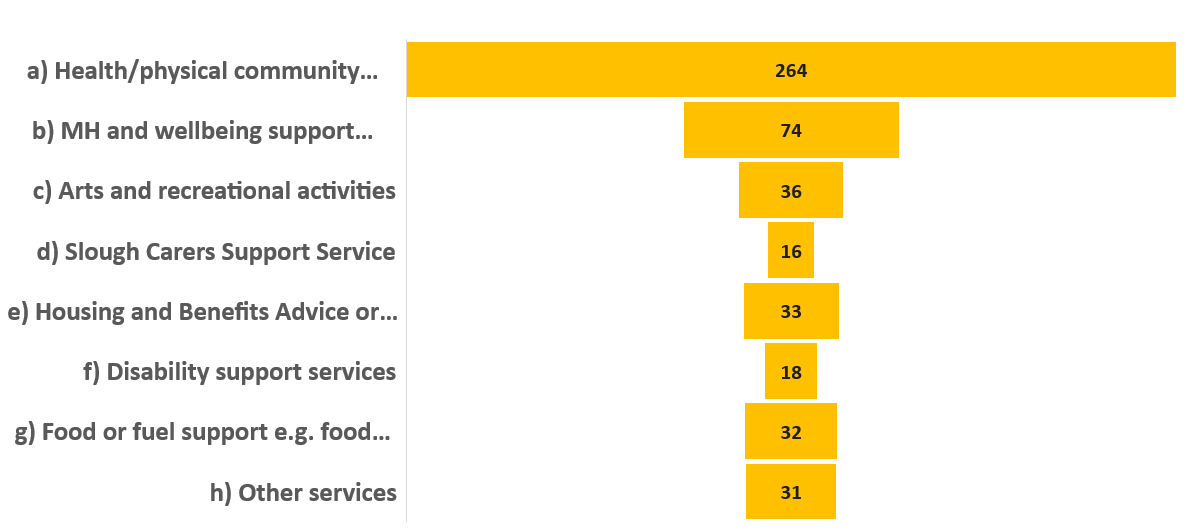 a) Health/physical community...
264
b) MH and wellbeing support...
74
c) Arts and recreational activities
36
d) Slough Carers Support Service
16
e) Housing and Benefits Advice or...
33
f) Disability support services
18
g) Food or fuel support e.g. food...
32
h) Other services
31